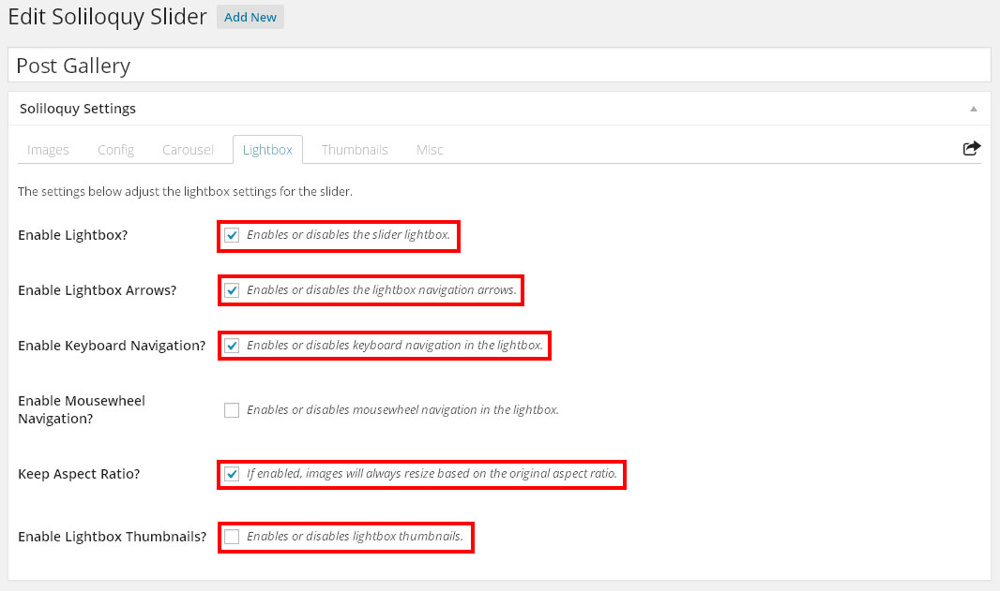 Edit Soliloquy Slider Add New
Post Gallery
Soliloquy Settings
Images Config Carousel Lightbox Thumbnails Misc
The settings below adjust the lightbox settings for the slider.
Enable Lightbox? Enables or disables the slider lightbox.
Enable Lightbox Arrows? Enables or disables the lightbox navigation arrows.
Enable Keyboard Navigation? Enables or disables keyboard navigation in the lightbox.
Enable Mousewheel
Navigation? Enables or disables mousewheel navigation in the lightbox.
Keep Aspect Ratio? If enabled, images will always resize based on the original aspect ratio.
Enable Lightbox Thumbnails? Enables or disables lightbox thumbnails.